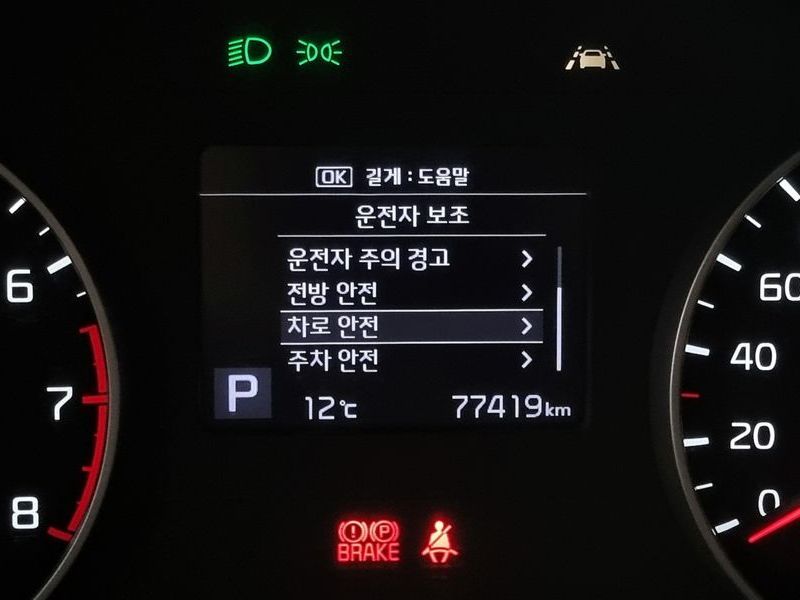 OK 길게 : 도움말
운전자 보조
운전자 주의 경고
전방 안전
차로 안전
주차 안전
P 12℃ 77419km
6
7
8
60
40
20
0
(!) (P)
BRAKE